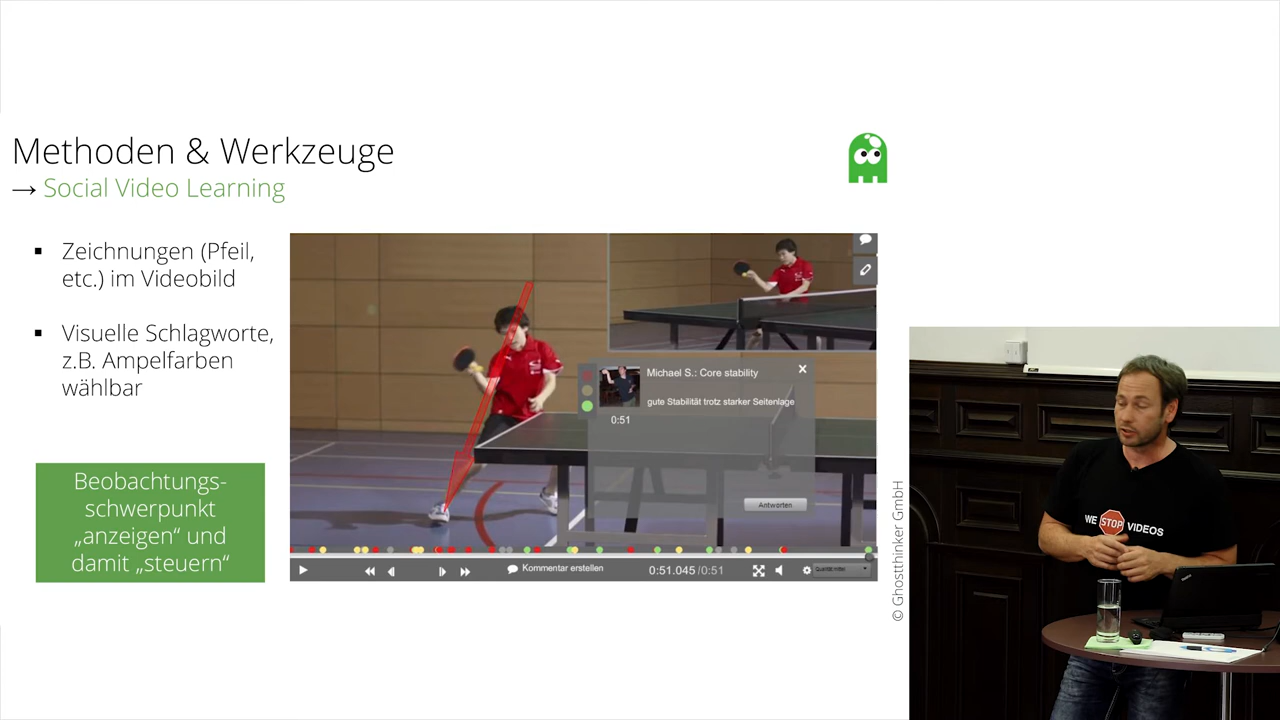 Methoden & Werkzeuge
→ Social Video Learning
▪ Zeichnungen (Pfeil,
etc.) im Videobild
▪ Visuelle Schlagworte,
z.B. Ampelfarben
wählbar
Beobachtungs-
schwerpunkt
„anzeigen“ und
damit „steuern“
Michael S.: Core stability
gute Stabilität trotz starker Seitenlage
0:51
Antworten
Kommentar erstellen
0:51.045 / 0:51
Qualität mittel
© Ghostthinker GmbH
WE STOP VIDEOS